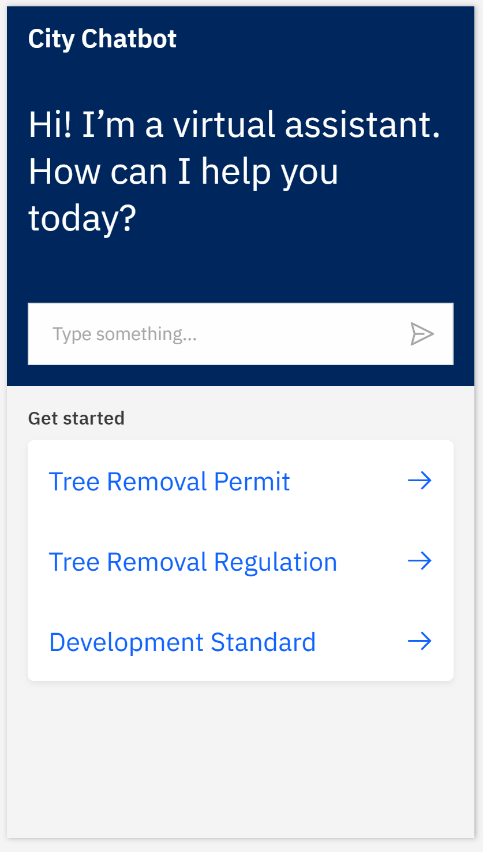 City Chatbot
Hi! I’m a virtual assistant.
How can I help you
today?
Type something...
Get started
Tree Removal Permit
Tree Removal Regulation
Development Standard